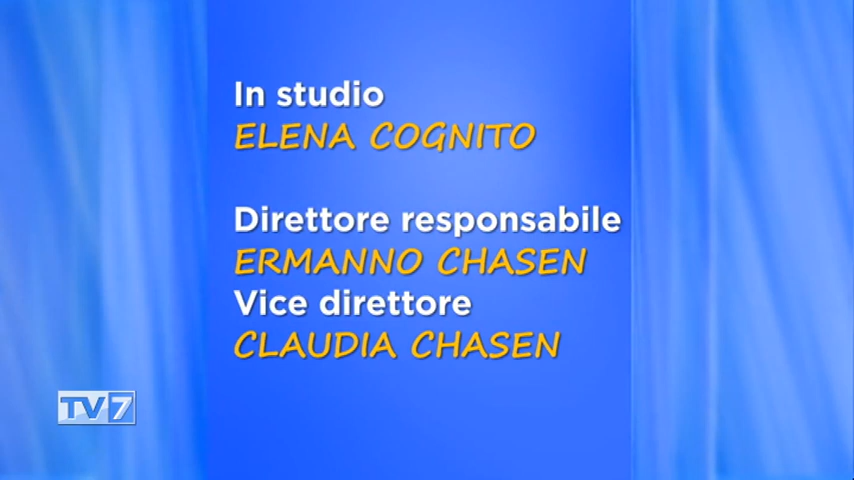 In studio
ELENA COGNITO
Direttore responsabile
ERMANNO CHASEN
Vice direttore
CLAUDIA CHASEN
TV7